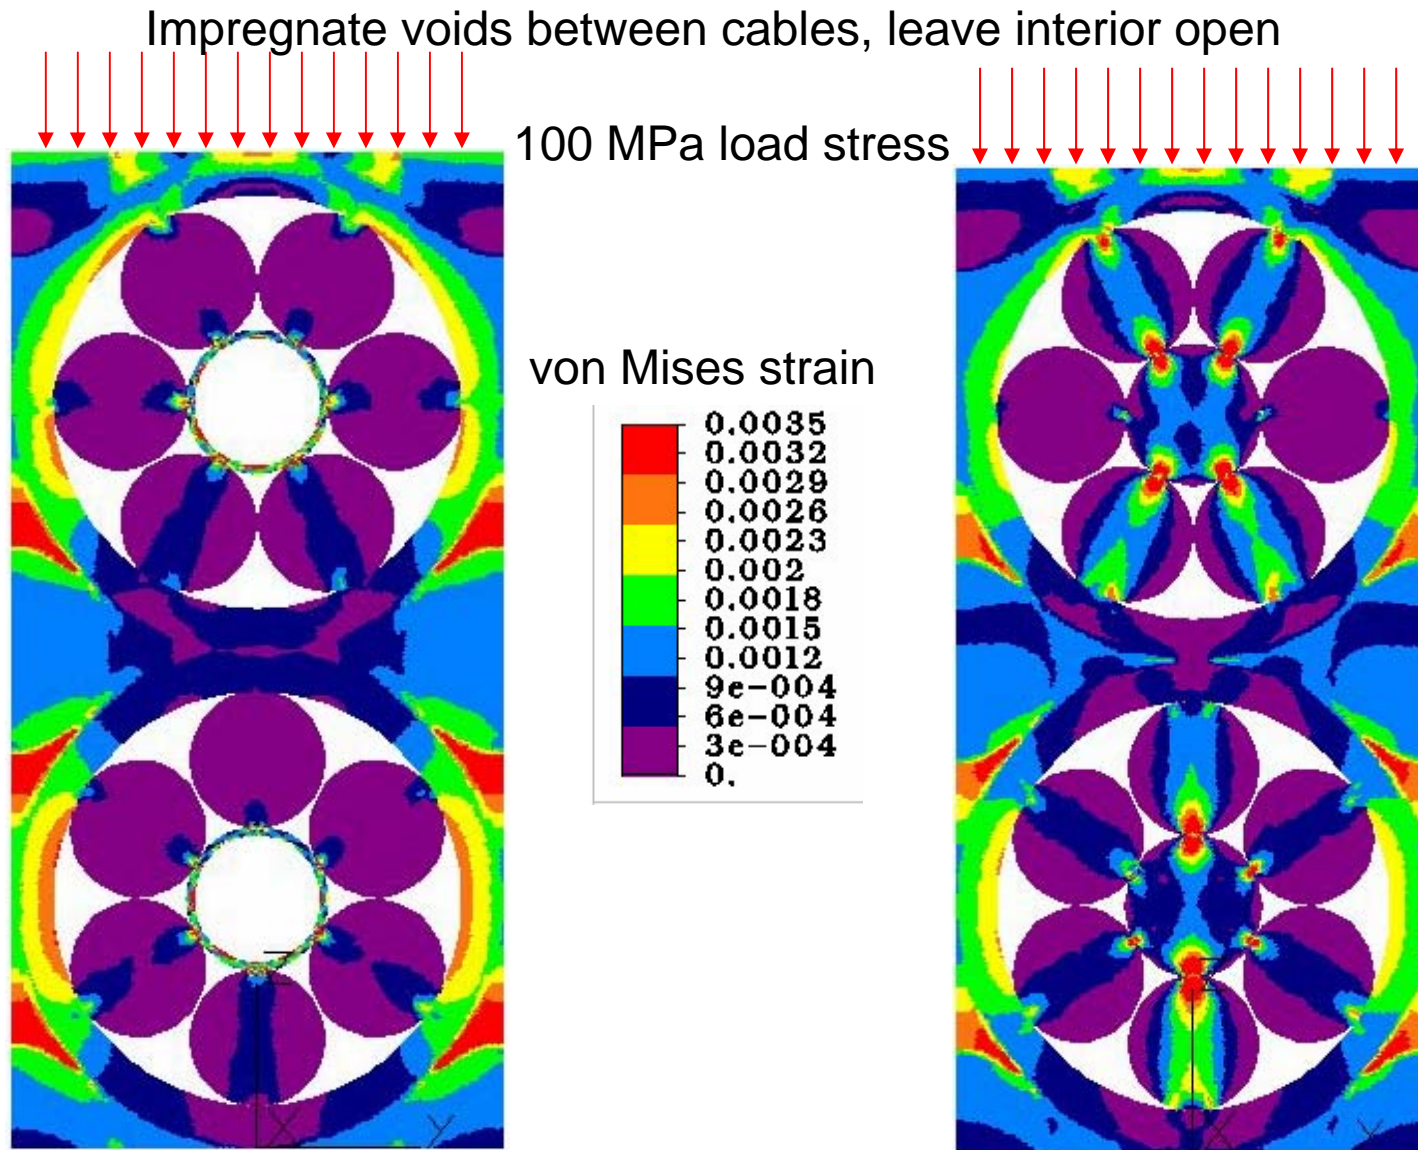 Impregnate voids between cables, leave interior open
100 MPa load stress
von Mises strain
0.0035
0.0032
0.0029
0.0026
0.0023
0.002
0.0018
0.0015
0.0012
9e-004
6e-004
3e-004
0.
Z
Z
X
Y
X
Y